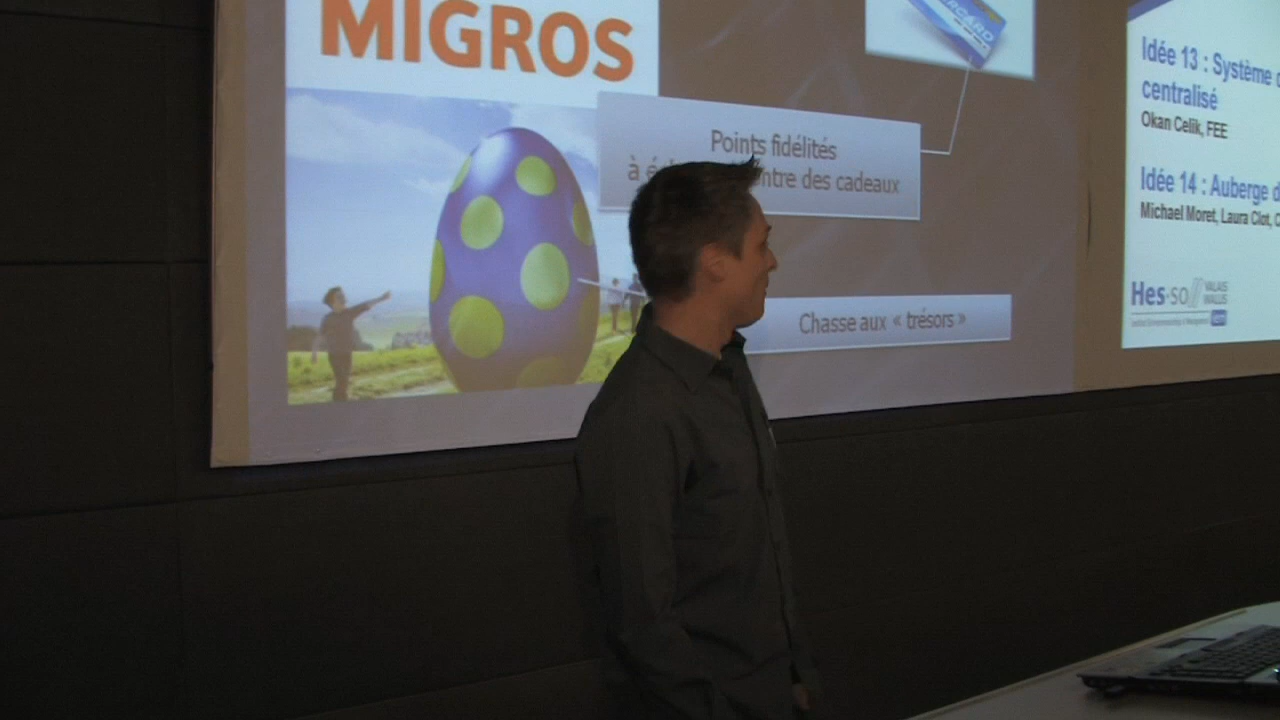 MIGROS
Points fidélités
à contre des cadeaux
Chasse aux « trésors »
Idée 13 : Système
centralisé
Okan Celik, FEE
Idée 14 : Auberge
Michael Moret, Laura Clot,
Hes·so
VALAIS
WALLIS